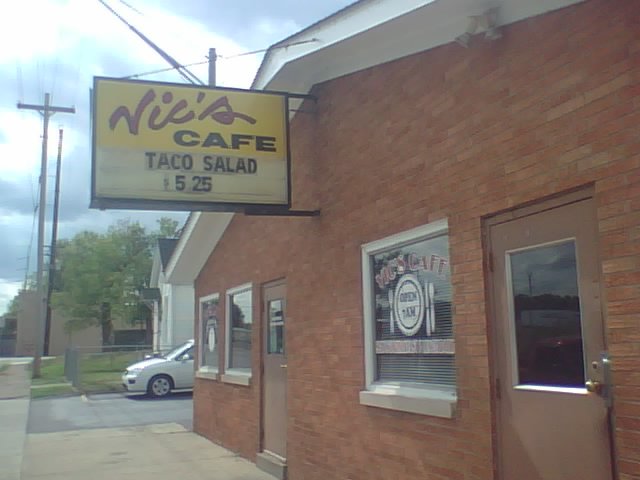 Vic's
CAFE
TACO SALAD
$5 25
VIC'S CAFE
OPEN
7AM